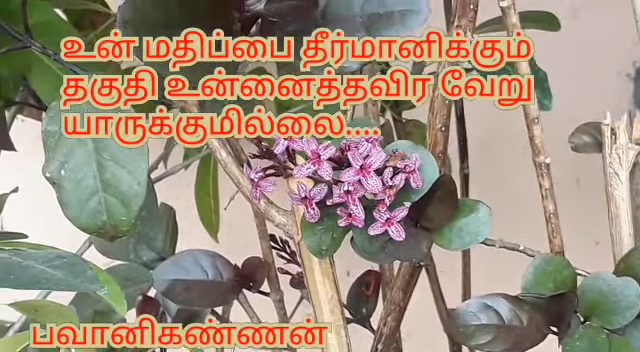 உன் மதிப்பை தீர்மானிக்கும்
தகுதி உன்னைத்தவிர வேறு
யாருக்குமில்லை....
பவானிகண்ணன்